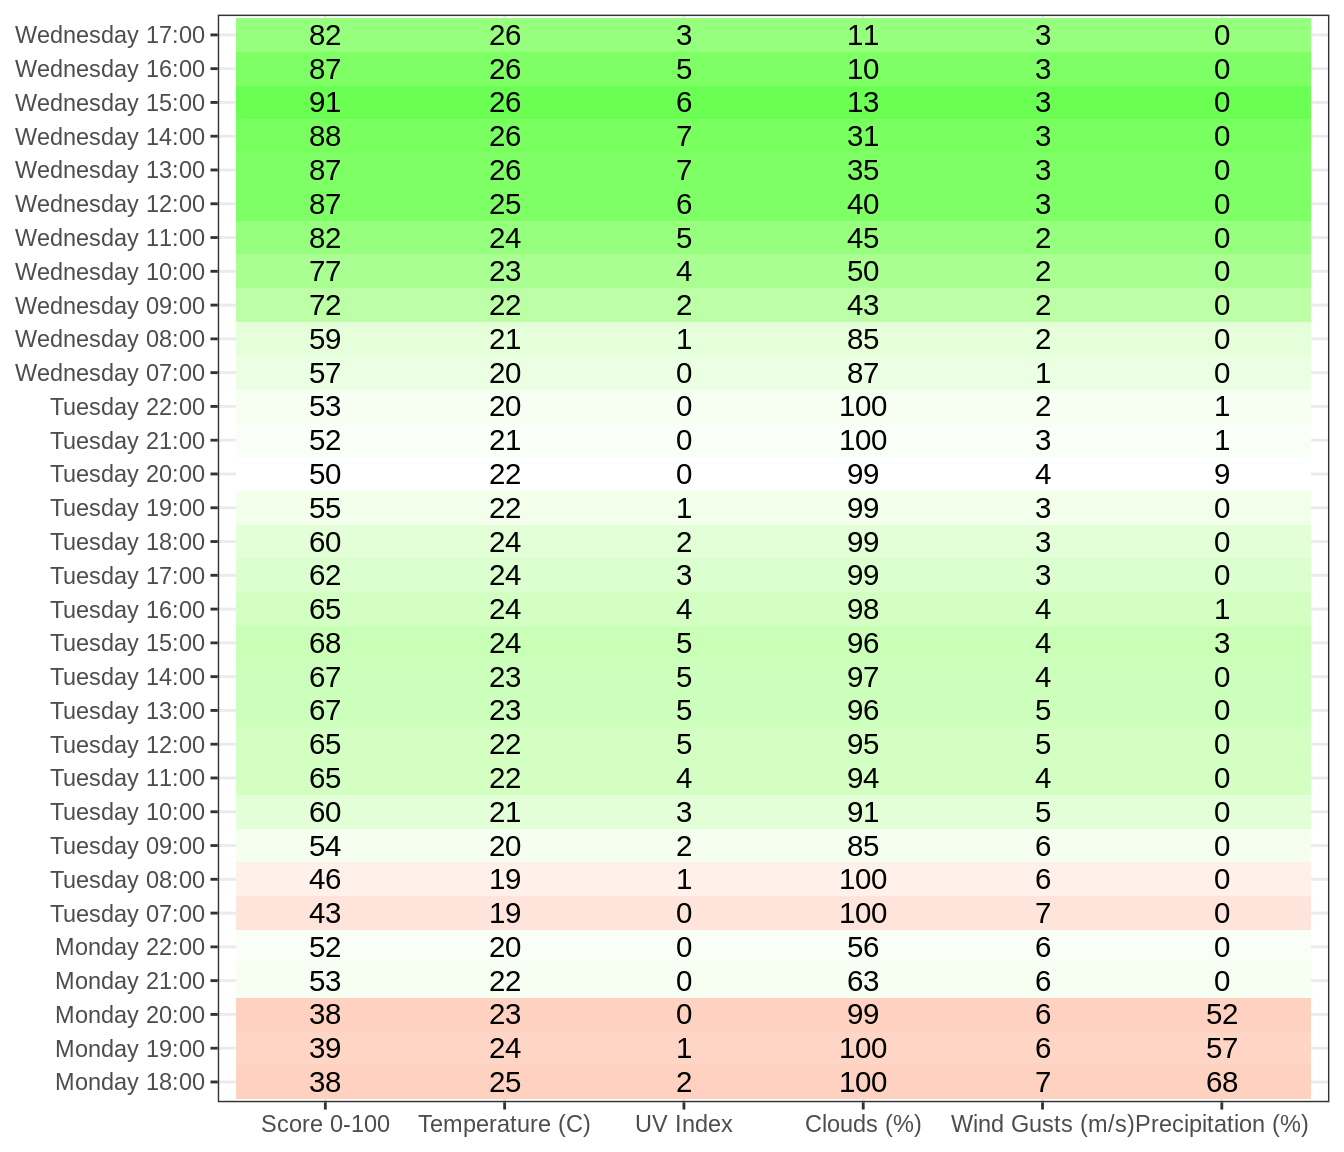 Wednesday 17:00 82 26 3 11 3 0
Wednesday 16:00 87 26 5 10 3 0
Wednesday 15:00 91 26 6 13 3 0
Wednesday 14:00 88 26 7 31 3 0
Wednesday 13:00 87 26 7 35 3 0
Wednesday 12:00 87 25 6 40 3 0
Wednesday 11:00 82 24 5 45 2 0
Wednesday 10:00 77 23 4 50 2 0
Wednesday 09:00 72 22 2 43 2 0
Wednesday 08:00 59 21 1 85 2 0
Wednesday 07:00 57 20 0 87 1 0
Tuesday 22:00 53 20 0 100 2 1
Tuesday 21:00 52 21 0 100 3 1
Tuesday 20:00 50 22 0 99 4 9
Tuesday 19:00 55 22 1 99 3 0
Tuesday 18:00 60 24 2 99 3 0
Tuesday 17:00 62 24 3 99 3 0
Tuesday 16:00 65 24 4 98 4 1
Tuesday 15:00 68 24 5 96 4 3
Tuesday 14:00 67 23 5 97 4 0
Tuesday 13:00 67 23 5 96 5 0
Tuesday 12:00 65 22 5 95 5 0
Tuesday 11:00 65 22 4 94 4 0
Tuesday 10:00 60 21 3 91 5 0
Tuesday 09:00 54 20 2 85 6 0
Tuesday 08:00 46 19 1 100 6 0
Tuesday 07:00 43 19 0 100 7 0
Monday 22:00 52 20 0 56 6 0
Monday 21:00 53 22 0 63 6 0
Monday 20:00 38 23 0 99 6 52
Monday 19:00 39 24 1 100 6 57
Monday 18:00 38 25 2 100 7 68
Score 0-100 Temperature (C) UV Index Clouds (%) Wind Gusts (m/s) Precipitation (%)